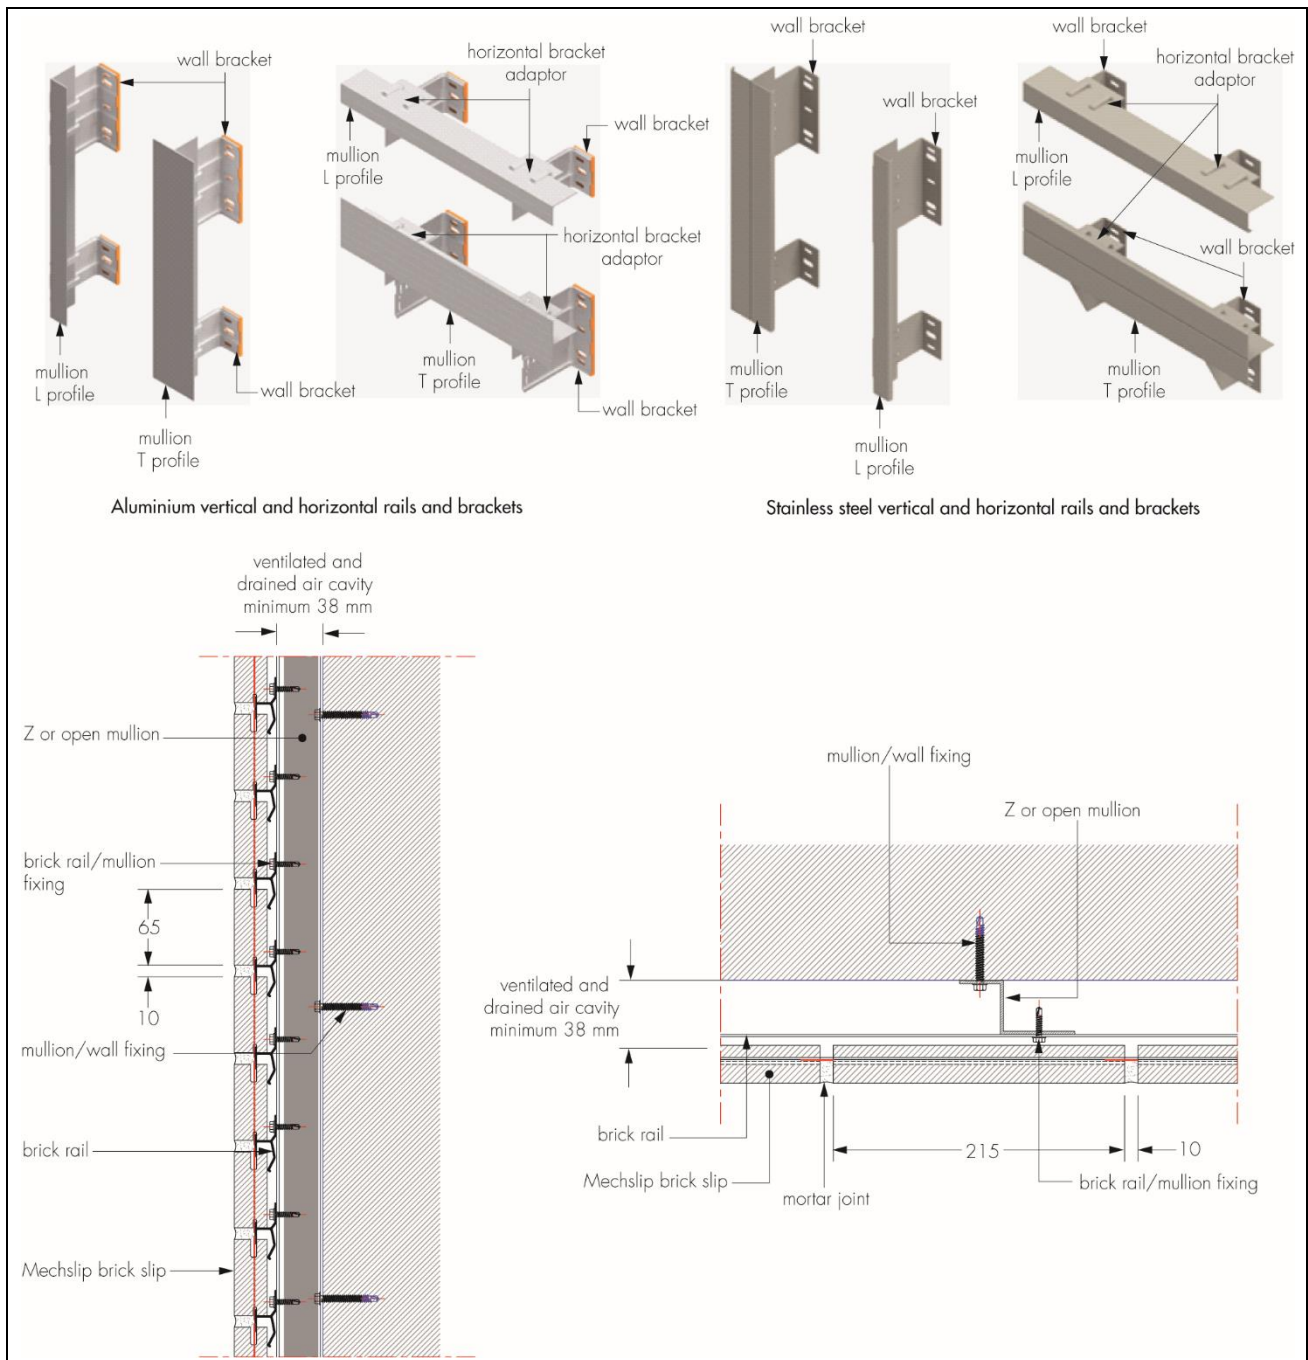 wall bracket
horizontal bracket
adaptor
wall bracket
mullion
L profile
horizontal bracket
adaptor
mullion
L profile
mullion
T profile
wall bracket
wall bracket
mullion
T profile
wall bracket
wall bracket
horizontal bracket
adaptor
wall bracket
mullion
L profile
wall bracket
mullion
T profile
mullion
T profile
mullion
L profile
Aluminium vertical and horizontal rails and brackets
Stainless steel vertical and horizontal rails and brackets
ventilated and
drained air cavity
minimum 38 mm
Z or open mullion
brick rail/mullion
fixing
65
10
mullion/wall fixing
brick rail
Mechslip brick slip
mullion/wall fixing
Z or open mullion
ventilated and
drained air cavity
minimum 38 mm
brick rail
Mechslip brick slip
mortar joint
215
10
brick rail/mullion fixing